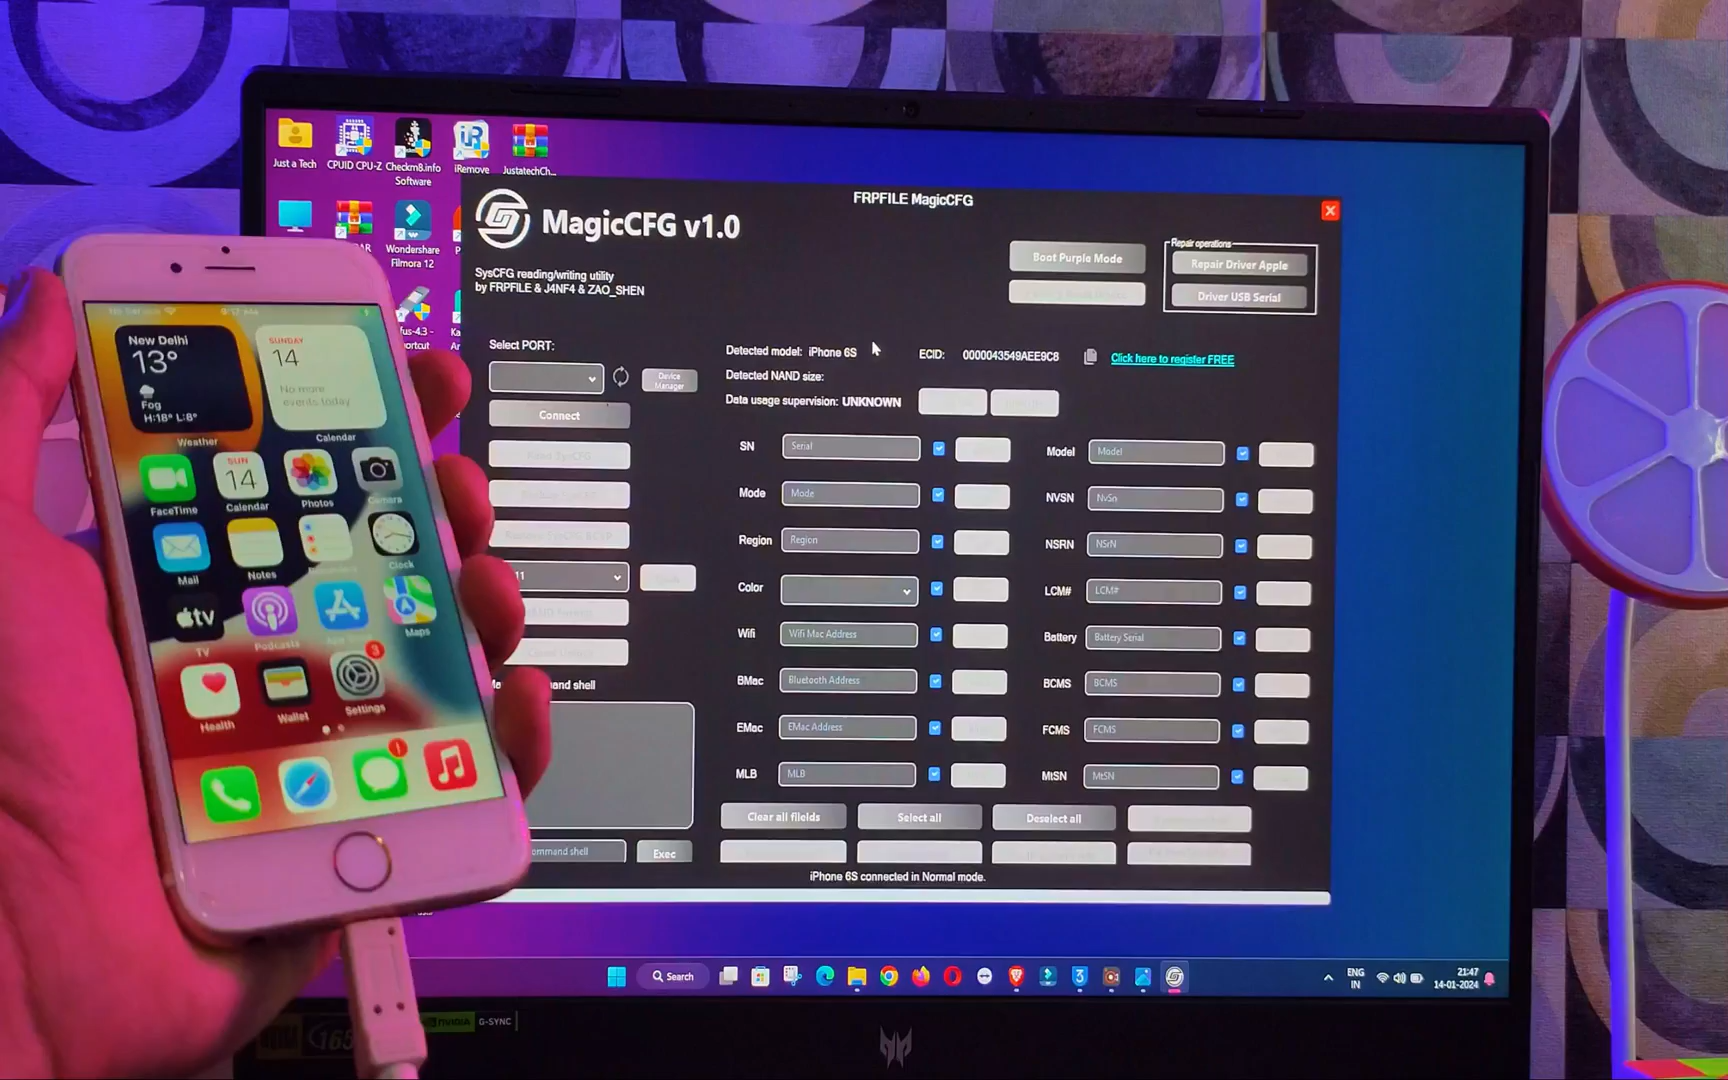 Just a Tech
CPUID CPU-Z
Checkm8.info
Software
iRemove
JustatechCh...
Wondershare
Filmora 12
FRPFILE MagicCFG
MagicCFG v1.0
SysCFG reading/writing utility
by FRPFILE & J4NF4 & ZAO_SHEN
Boot Purple Mode
Repair operations
Repair Driver Apple
Driver USB Serial
Select PORT:
Device
Manager
Connect
Detected model: iPhone 6S
ECID: 0000043549AEE9C8
Click here to register FREE
Detected NAND size:
Data usage supervision: UNKNOWN
SN Serial
Model Model
Mode Mode
NVSN NvSn
Region Region
NSRN NSrN
Color
LCM# LCM#
Wifi Wifi Mac Address
Battery Battery Serial
BMac Bluetooth Address
BCMS BCMS
EMac EMac Address
FCMS FCMS
MLB MLB
MtSN MtSN
Clear all fileIds
Select all
Deselect all
Exec
iPhone 6S connected in Normal mode.
New Delhi
13°
Fog
H:18° L:8°
Weather
SUNDAY
14
No more
events today
Calendar
FaceTime
SUN
14
Calendar
Photos
Camera
Mail
Notes
Clock
tv
TV
Podcasts
Maps
3
Health
Wallet
Settings
1
Search
ENG
IN
21:47
14-01-2024
NVIDIA
G-SYNC